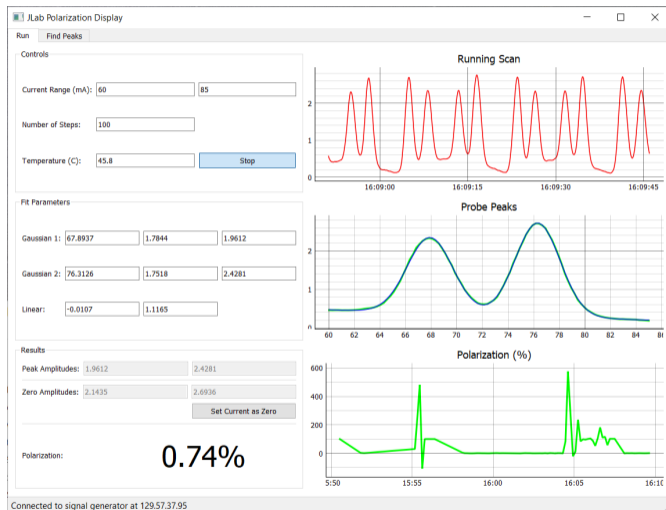 JLab Polarization Display
Run Find Peaks
Controls
Current Range (mA): 60 85
Number of Steps: 100
Temperature (C): 45.8 Stop
Fit Parameters
Gaussian 1: 67.8937 1.7844 1.9612
Gaussian 2: 76.3126 1.7518 2.4281
Linear: -0.0107 1.1165
Results
Peak Amplitudes: 1.9612 2.4281
Zero Amplitudes: 2.1435 2.6936
Set Current as Zero
Polarization: 0.74%
Running Scan
2
1
0
16:09:00 16:09:15 16:09:30 16:09:45
Probe Peaks
2
1
0
60 62 64 66 68 70 72 74 76 78 80 82 84 86
Polarization (%)
600
400
200
0
5:50 15:55 16:00 16:05 16:10
Connected to signal generator at 129.57.37.95